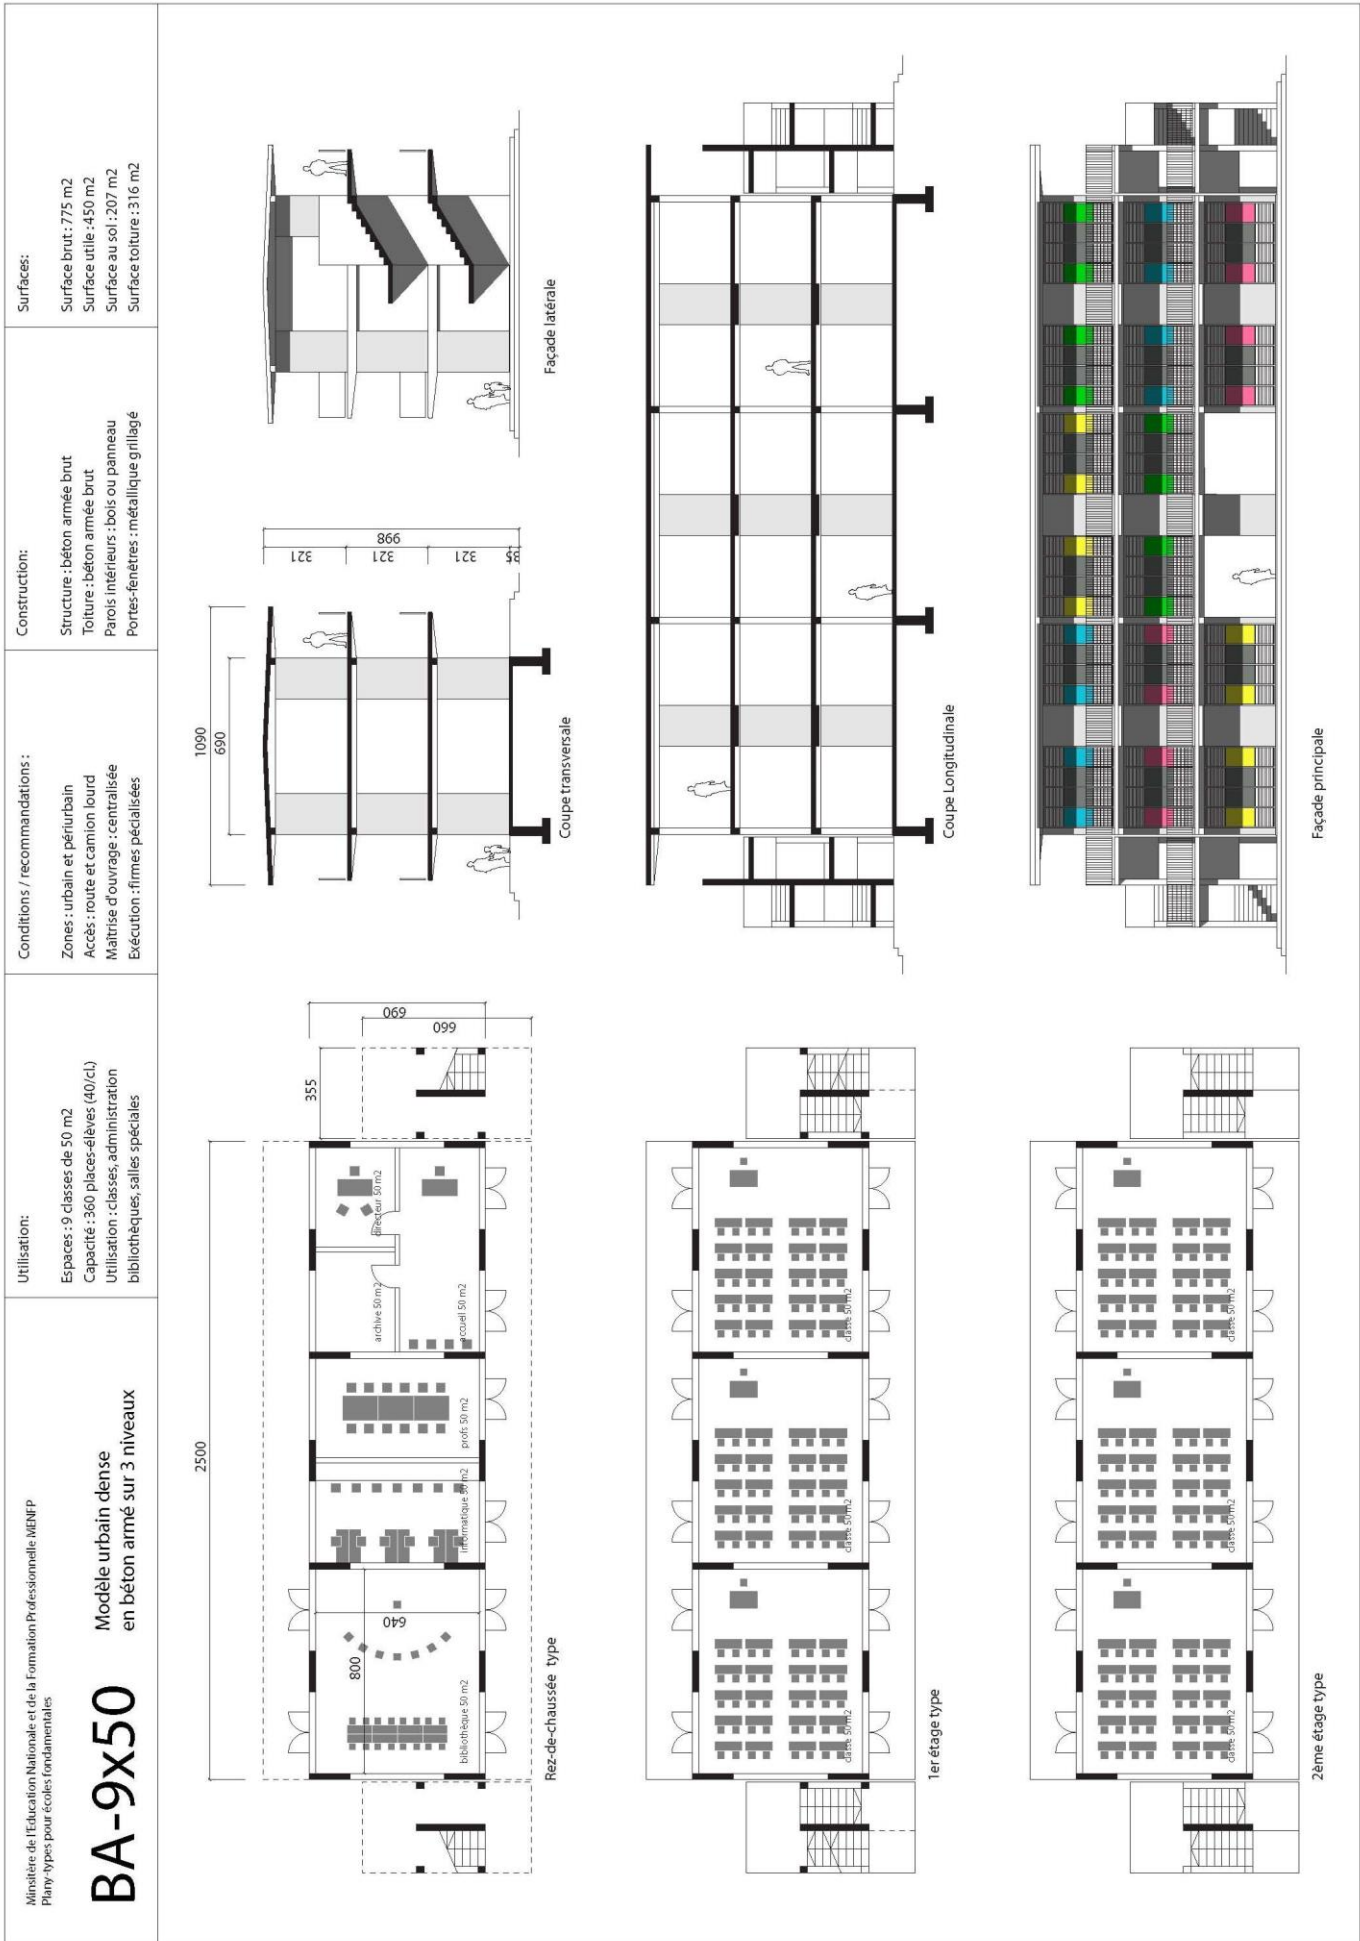 Minsitère de l'Education Nationale et de la Formation Professionnelle MENFP
Plany-types pour écoles fondamentales
BA-9x50
Modèle urbain dense
en béton armé sur 3 niveaux
Utilisation:
Espaces : 9 classes de 50 m2
Capacité : 360 places-élèves (40/cl.)
Utilisation : classes, administration
bibliothèques, salles spéciales
Conditions / recommandations :
Zones : urbain et périurbain
Accès : route et camion lourd
Maîtrise d'ouvrage : centralisée
Exécution : firmes pécialisées
Construction:
Structure : béton armée brut
Toiture : béton armée brut
Parois intérieurs : bois ou panneau
Portes-fenêtres : métallique grillagé
Surfaces:
Surface brut : 775 m2
Surface utile : 450 m2
Surface au sol : 207 m2
Surface toiture : 316 m2
2500
355
690
660
800
640
bibliothèque 50 m2
informatique 50 m2
profs 50 m2
archive 50 m2
accueil 50 m2
directeur 50 m2
Rez-de-chaussée type
1090
690
321
321
321
35
998
Coupe transversale
Façade latérale
classe 50 m2
classe 50 m2
classe 50 m2
1er étage type
Coupe Longitudinale
classe 50 m2
classe 50 m2
classe 50 m2
2ème étage type
Façade principale